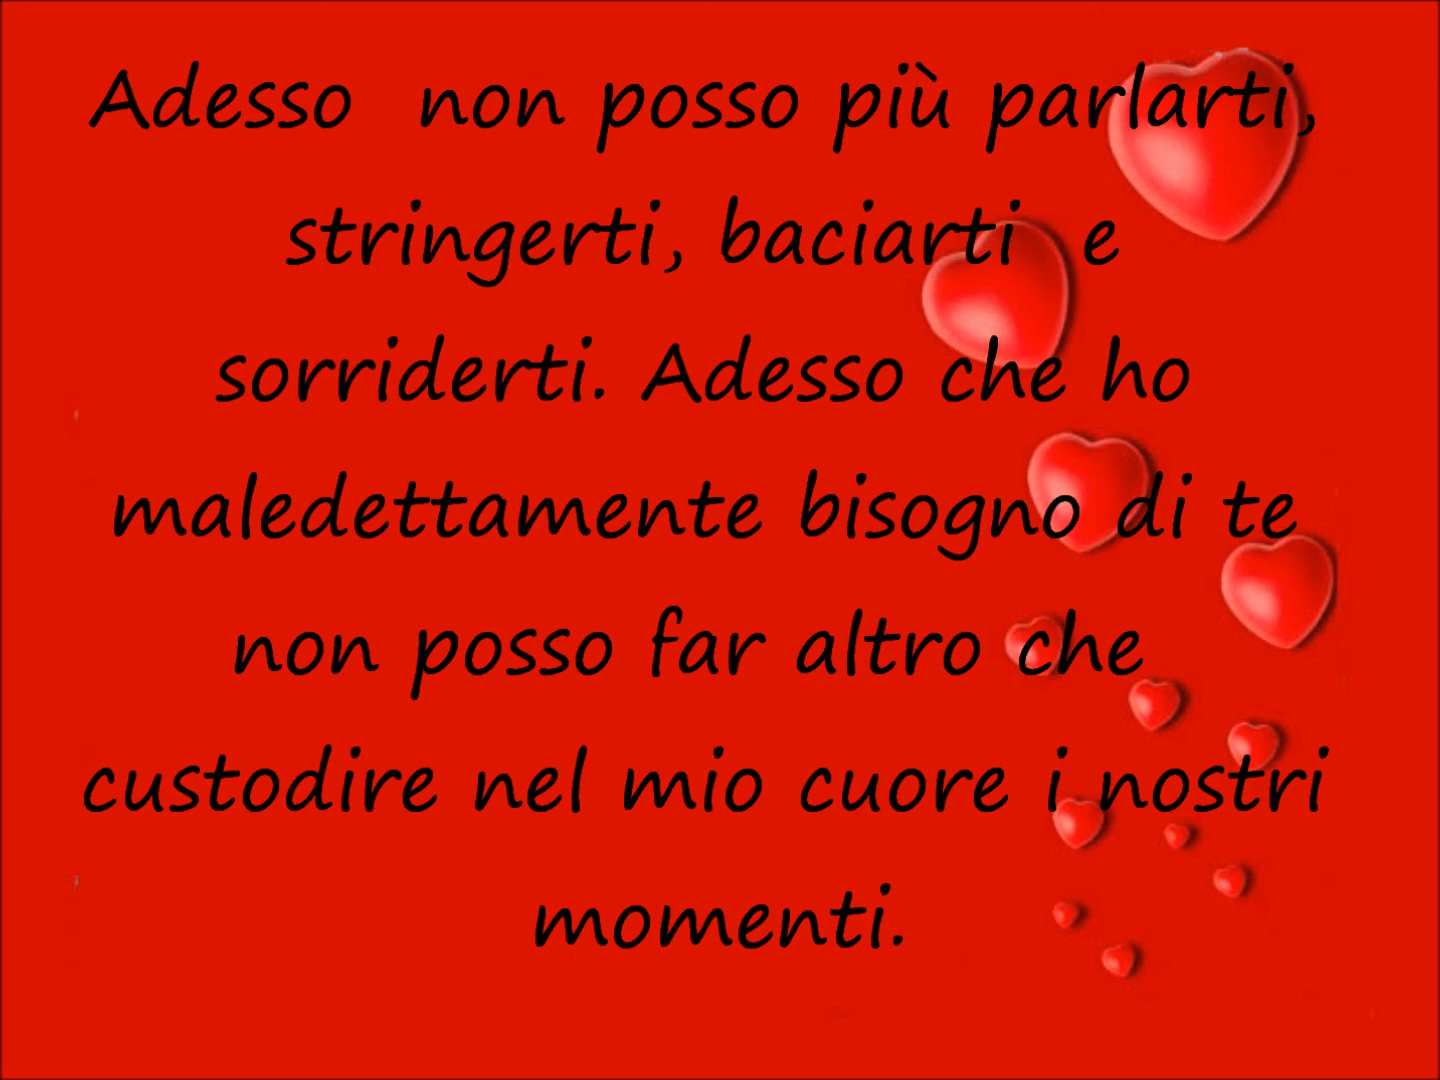 Adesso non posso più parlarti,
stringerti, baciarti e
sorriderti. Adesso che ho
maledettamente bisogno di te
non posso far altro che
custodire nel mio cuore i nostri
momenti.